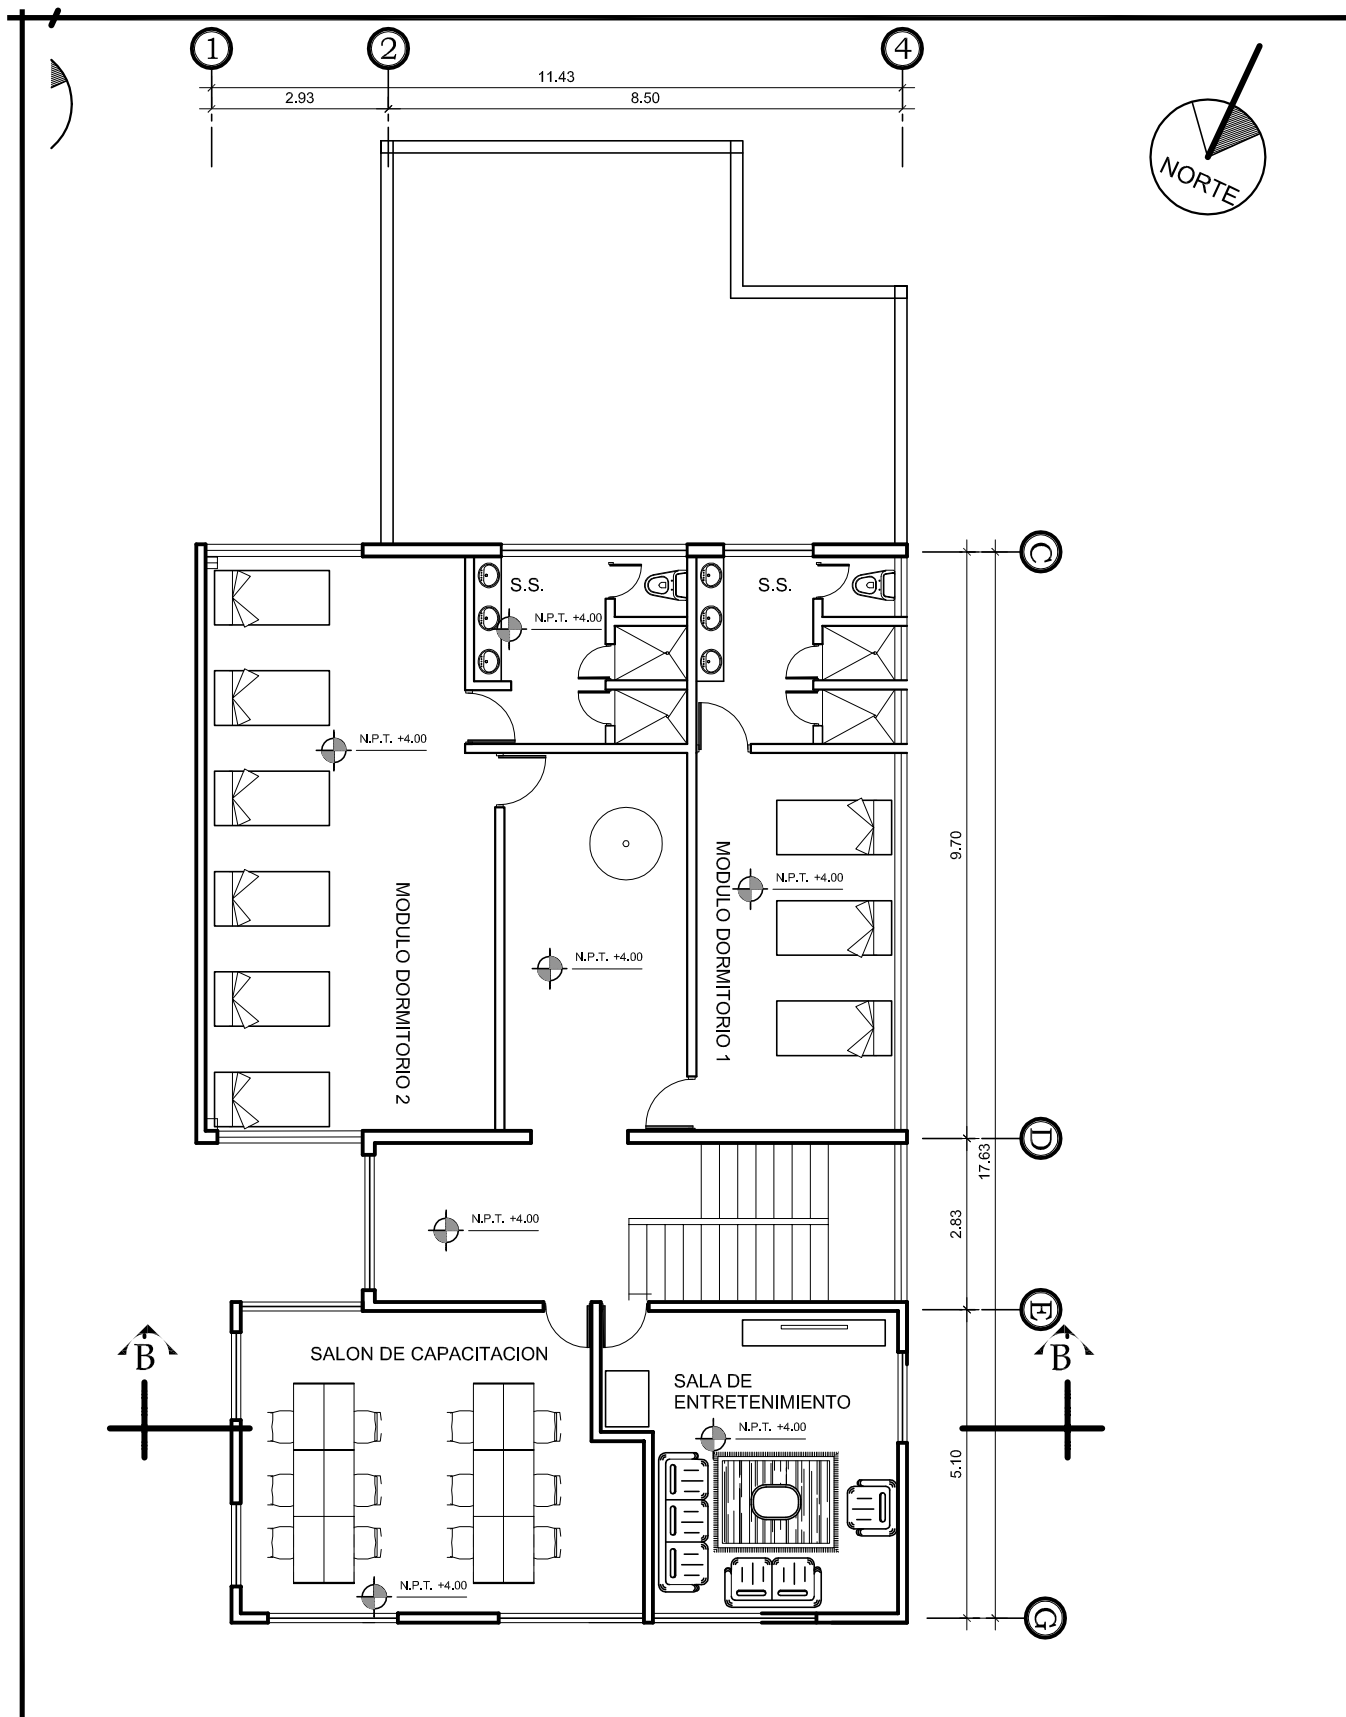 1
2
4
11.43
2.93
8.50
NORTE
C
S.S.
S.S.
N.P.T. +4.00
N.P.T. +4.00
9.70
MODULO DORMITORIO 1
N.P.T. +4.00
MODULO DORMITORIO 2
N.P.T. +4.00
D
17.63
N.P.T. +4.00
2.83
E
B
B
SALON DE CAPACITACION
SALA DE
ENTRETENIMIENTO
N.P.T. +4.00
5.10
N.P.T. +4.00
G